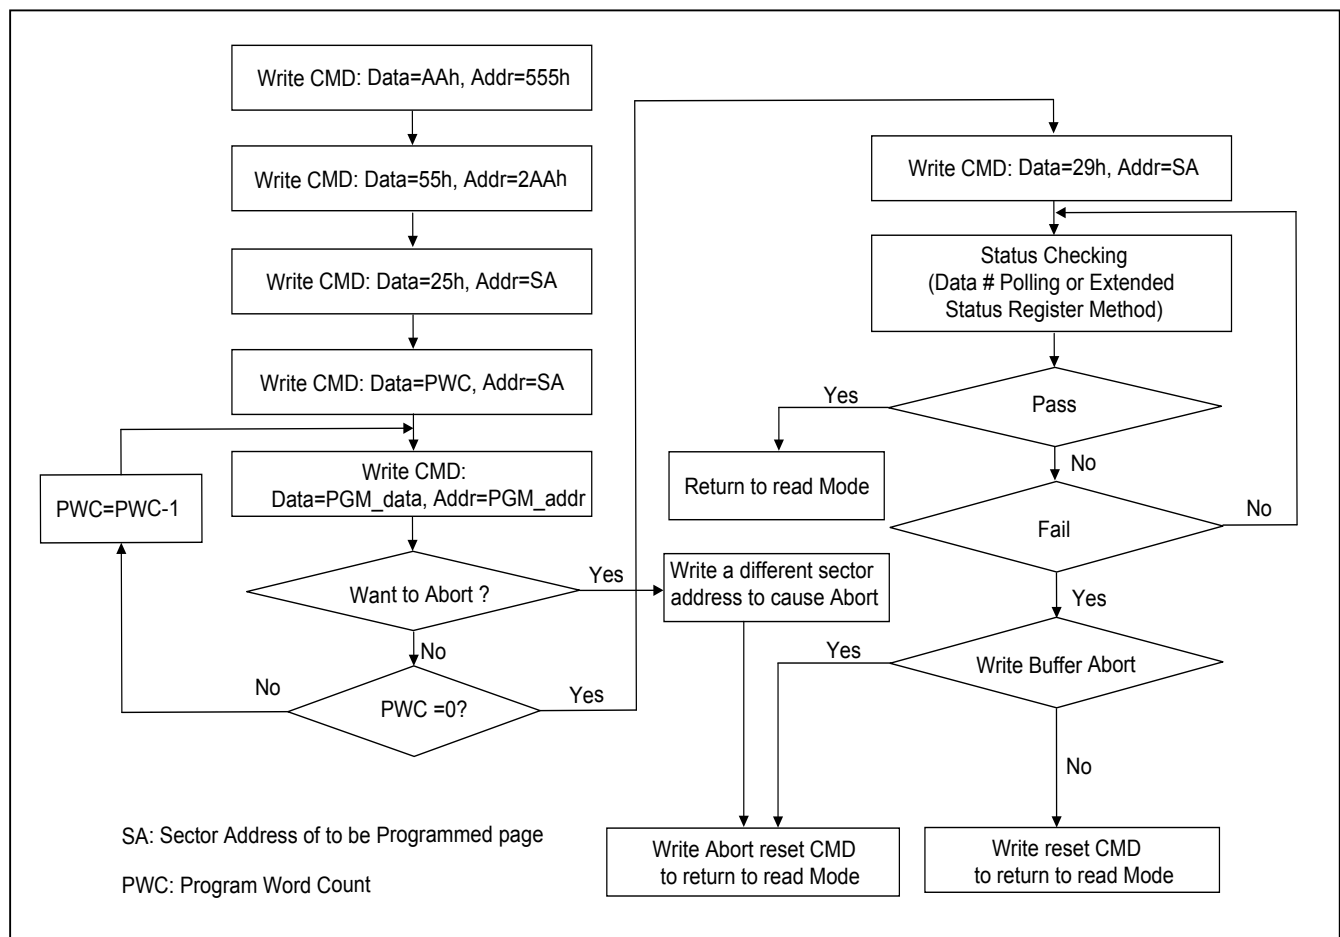 Write CMD: Data=AAh, Addr=555h
Write CMD: Data=55h, Addr=2AAh
Write CMD: Data=25h, Addr=SA
Write CMD: Data=PWC, Addr=SA
Write CMD:
Data=PGM_data, Addr=PGM_addr
PWC=PWC-1
Want to Abort ?
Yes
No
PWC =0?
No
Yes
Write a different sector
address to cause Abort
Write CMD: Data=29h, Addr=SA
Status Checking
(Data # Polling or Extended
Status Register Method)
Pass
Yes
No
Return to read Mode
Fail
No
Yes
Write Buffer Abort
Yes
No
Write Abort reset CMD
to return to read Mode
Write reset CMD
to return to read Mode
SA: Sector Address of to be Programmed page
PWC: Program Word Count